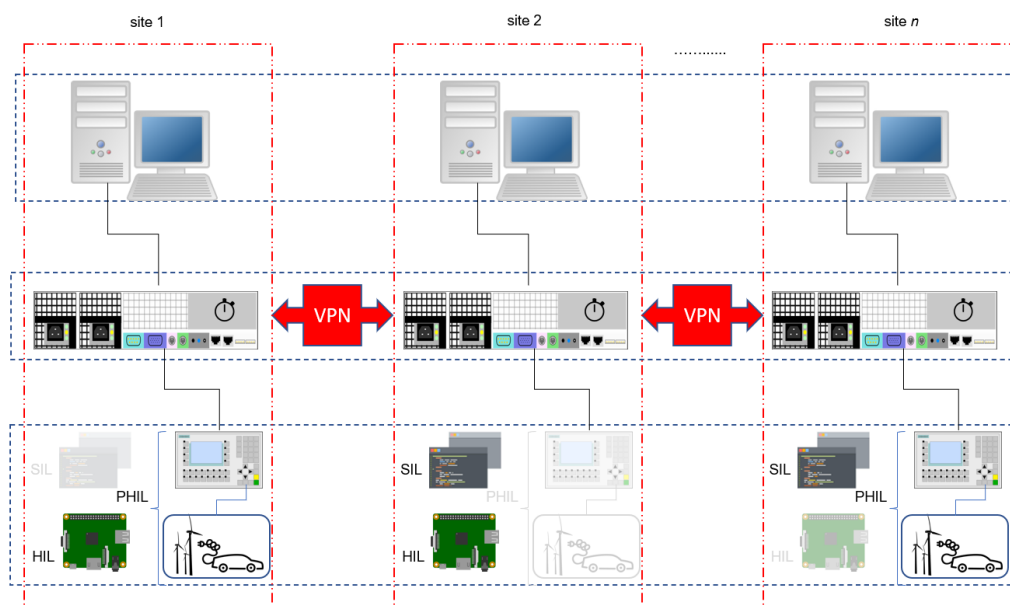 site 1
site 2
............
site n
VPN
VPN
SIL
PHIL
HIL
SIL
PHIL
HIL
SIL
PHIL
HIL